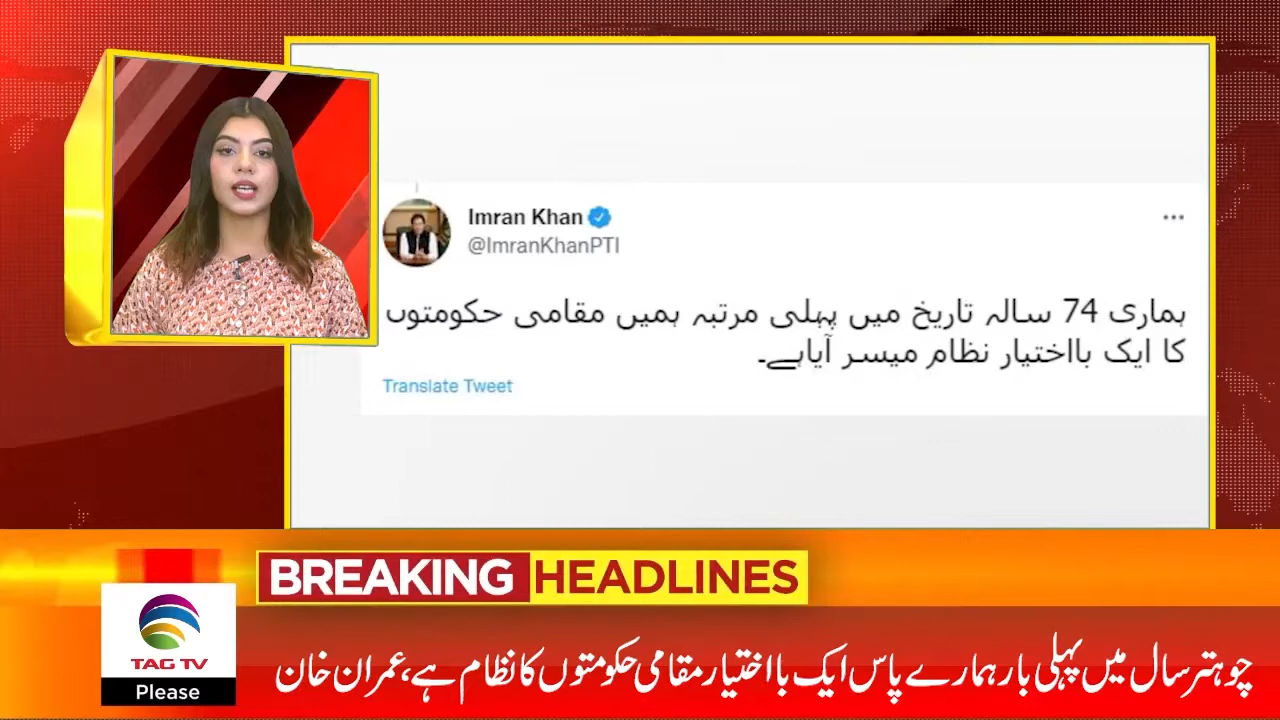 Imran Khan
@ImranKhanPTI
ہماری 74 سالہ تاریخ میں پہلی مرتبہ ہمیں مقامی حکومتوں
کا ایک بااختیار نظام میسر آیاہے۔
Translate Tweet
BREAKING HEADLINES
TAG TV
Please
چوہتر سال میں پہلی بار ہمارے پاس ایک بااختیار مقامی حکومتوں کا نظام ہے، عمران خان